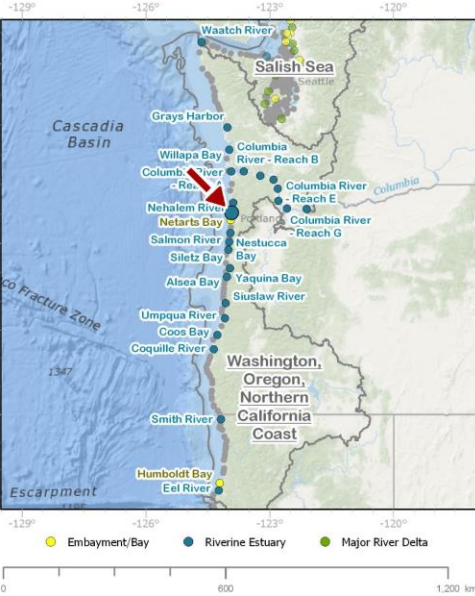 -129° -126° -123° -120°
Waatch River
Salish Sea
Seattle
Grays Harbor
Cascadia
Basin
Willapa Bay
Columbia
River - Reach B
Columbia River
Columbia River
- Reach E
Columbia
Nehalem River
Portland
Columbia River
- Reach G
Netarts Bay
Salmon River
Nestucca
Bay
Siletz Bay
Alsea Bay
Yaquina Bay
Siuslaw River
co Fracture Zone
Umpqua River
Coos Bay
Coquille River
Washington,
Oregon,
Northern
California
Coast
1347
Smith River
Humboldt Bay
Eel River
Escarpment
-129° -126° -123° -120°
Embayment/Bay Riverine Estuary Major River Delta
0 600 1,200 km